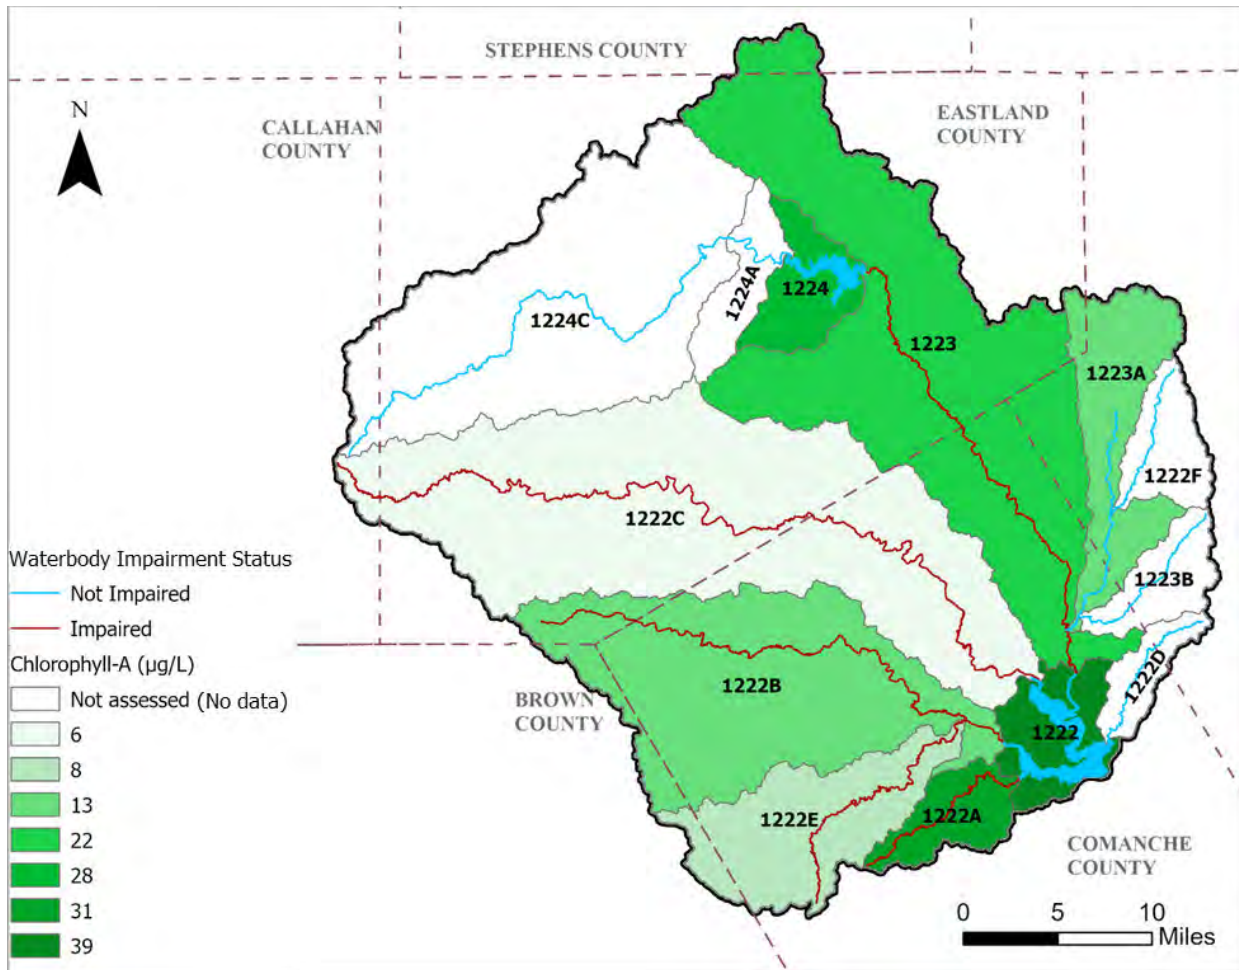 STEPHENS COUNTY
N
CALLAHAN
COUNTY
EASTLAND
COUNTY
1224A
1224
1224C
1223
1223A
1222F
1222C
1223B
Waterbody Impairment Status
Not Impaired
Impaired
Chlorophyll-A (µg/L)
Not assessed (No data)
6
8
13
22
28
31
39
1222B
1222D
BROWN
COUNTY
1222
1222E
1222A
COMANCHE
COUNTY
0 5 10
Miles